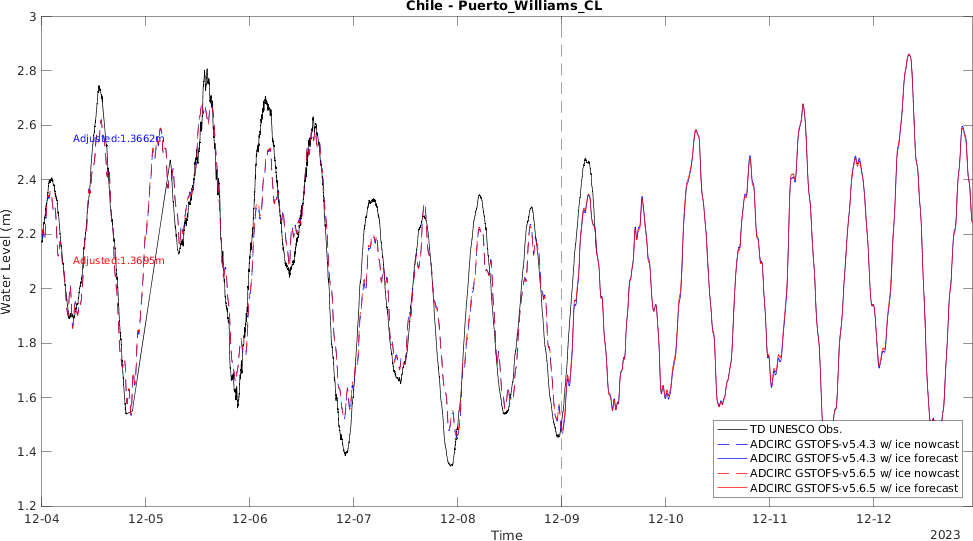 Chile - Puerto_Williams_CL
3
2.8
2.6
2.4
2.2
2
1.8
1.6
1.4
1.2
Water Level (m)
Adjusted:1.3662m
Adjusted:1.3695m
TD UNESCO Obs.
ADCIRC GSTOFS-v5.4.3 w/ ice nowcast
ADCIRC GSTOFS-v5.4.3 w/ ice forecast
ADCIRC GSTOFS-v5.6.5 w/ ice nowcast
ADCIRC GSTOFS-v5.6.5 w/ ice forecast
12-04 12-05 12-06 12-07 12-08 12-09 12-10 12-11 12-12
Time
2023